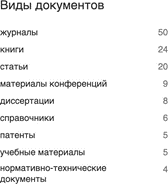 Виды документов
журналы 50
книги 24
статьи 20
материалы конференций 9
диссертации 8
справочники 6
патенты 5
учебные материалы 5
нормативно-технические 4
документы